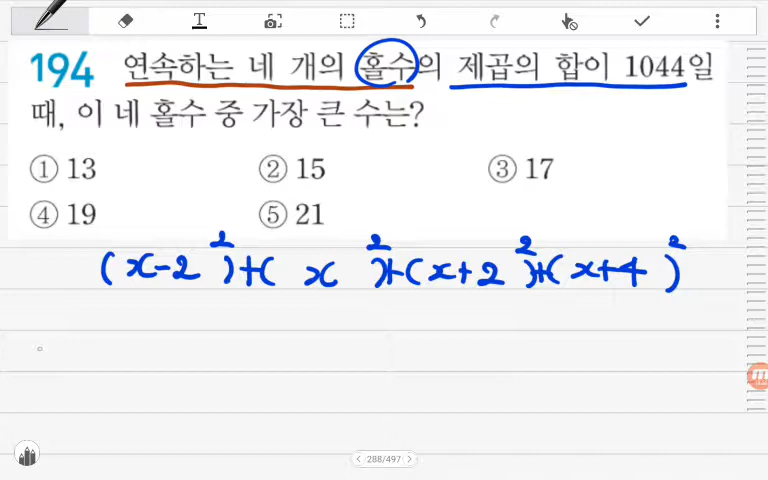 194 연속하는 네 개의 홀수의 제곱의 합이 1044일
때, 이 네 홀수 중 가장 큰 수는?
① 13 ② 15 ③ 17
④ 19 ⑤ 21
(x-2)²+(x)²+(x+2)²+(x+4)²
288/497